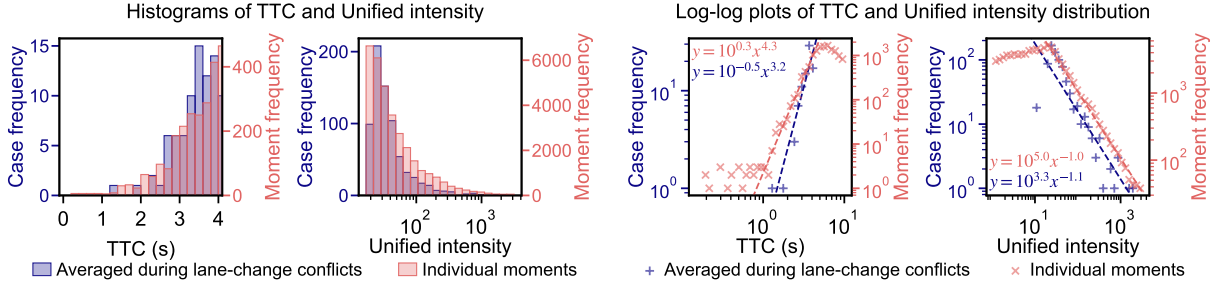 Histograms of TTC and Unified intensity
Log-log plots of TTC and Unified intensity distribution
Case frequency
15
10
5
0
0 1 2 3 4
TTC (s)
400
200
0
Moment frequency
Case frequency
200
100
0
10² 10³
Unified intensity
6000
4000
2000
0
Moment frequency
Case frequency
10¹
10⁰
y = 10^0.3 x^4.3
y = 10^−0.5 x^3.2
10⁰ 10¹
TTC (s)
10³
10²
10¹
10⁰
Moment frequency
Case frequency
10²
10¹
10⁰
y = 10^5.0 x^−1.0
y = 10^3.3 x^−1.1
10¹ 10³
Unified intensity
10³
10²
Moment frequency
Averaged during lane-change conflicts
Individual moments
Averaged during lane-change conflicts
Individual moments